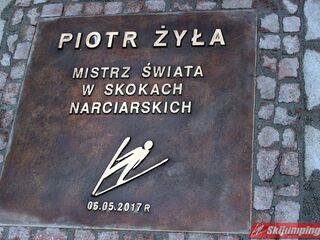 PIOTR ŻYŁA
MISTRZ ŚWIATA
W SKOKACH
NARCIARSKICH
06.05.2017 R
Skijumping